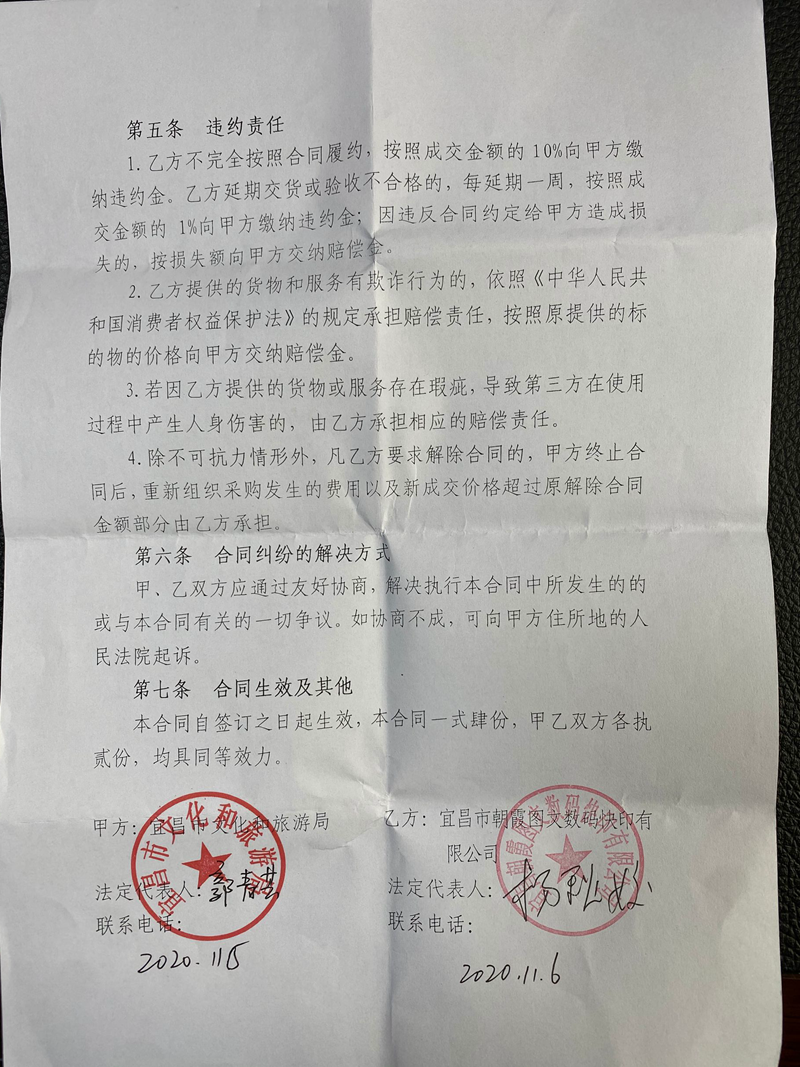 第五条　违约责任
1.乙方不完全按照合同履约，按照成交金额的 10%向甲方缴
纳违约金。乙方延期交货或验收不合格的，每延期一周，按照成
交金额的 1%向甲方缴纳违约金；因违反合同约定给甲方造成损
失的，按损失额向甲方交纳赔偿金。
2.乙方提供的货物和服务有欺诈行为的，依照《中华人民共
和国消费者权益保护法》的规定承担赔偿责任，按照原提供的标
的物的价格向甲方交纳赔偿金。
3.若因乙方提供的货物或服务存在瑕疵，导致第三方在使用
过程中产生人身伤害的，由乙方承担相应的赔偿责任。
4.除不可抗力情形外，凡乙方要求解除合同的，甲方终止合
同后，重新组织采购发生的费用以及新成交价格超过原解除合同
金额部分由乙方承担。
第六条　合同纠纷的解决方式
甲、乙双方应通过友好协商，解决执行本合同中所发生的的
或与本合同有关的一切争议。如协商不成，可向甲方住所地的人
民法院起诉。
第七条　合同生效及其他
本合同自签订之日起生效，本合同一式肆份，甲乙双方各执
贰份，均具同等效力。
甲方：宜昌市文化和旅游局
宜昌市文化和旅游局
法定代表人：
联系电话：
2020.11.5
乙方：宜昌市朝霞图文数码快印有
限公司
法定代表人：杨
联系电话：
2020.11.6